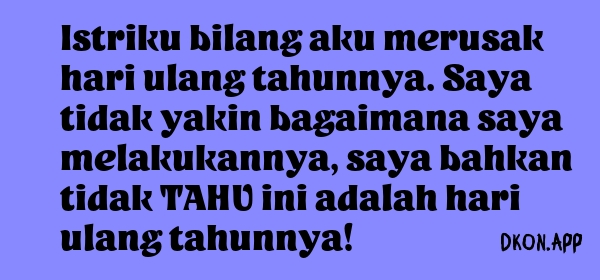 Istriku bilang aku merusak
hari ulang tahunnya. Saya
tidak yakin bagaimana saya
melakukannya, saya bahkan
tidak TAHU ini adalah hari
ulang tahunnya!
DKON.APP